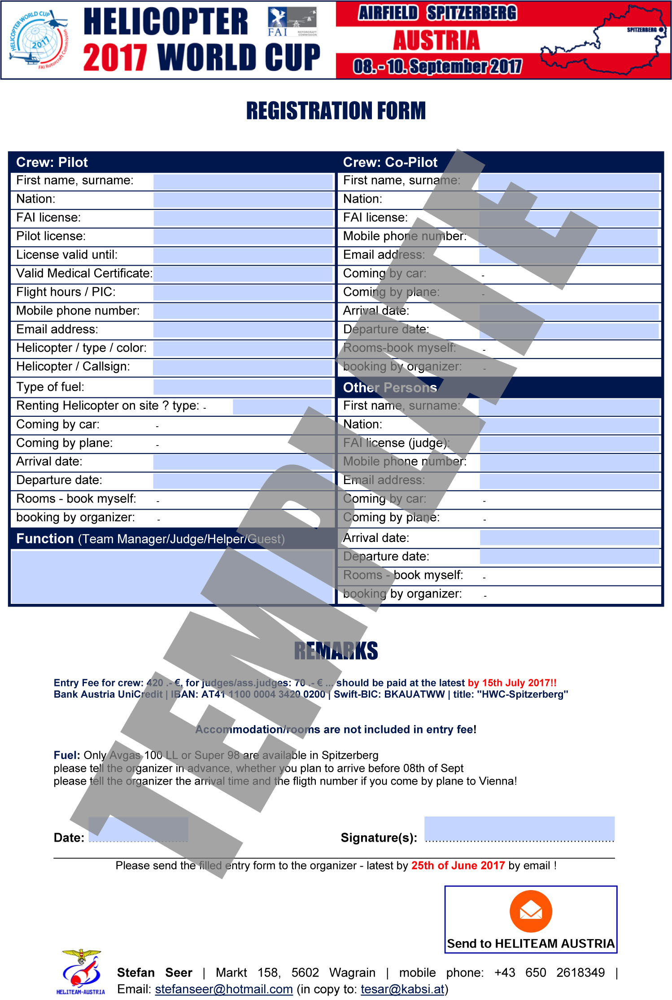 HELICOPTER WORLD CUP
2017
FAI Rotorcraft Commission
HELICOPTER
2017 WORLD CUP
FAI
ROTORCRAFT
COMMISSION
AIRFIELD SPITZERBERG
AUSTRIA
08. - 10. September 2017
SPITZERBERG
REGISTRATION FORM
Crew: Pilot
First name, surname:
Nation:
FAI license:
Pilot license:
License valid until:
Valid Medical Certificate:
Flight hours / PIC:
Mobile phone number:
Email address:
Helicopter / type / color:
Helicopter / Callsign:
Type of fuel:
Renting Helicopter on site ? type: -
Coming by car: -
Coming by plane: -
Arrival date:
Departure date:
Rooms - book myself: -
booking by organizer: -
Function (Team Manager/Judge/Helper/Guest)
Crew: Co-Pilot
First name, surname:
Nation:
FAI license:
Mobile phone number:
Email address:
Coming by car: -
Coming by plane: -
Arrival date:
Departure date:
Rooms-book myself: -
booking by organizer: -
Other Persons
First name, surname:
Nation:
FAI license (judge):
Mobile phone number:
Email address:
Coming by car: -
Coming by plane: -
Arrival date:
Departure date:
Rooms - book myself: -
booking by organizer: -
TEMPLATE
REMARKS
Entry Fee for crew: 420 .- €, for judges/ass.judges: 70 .- € ... should be paid at the latest by 15th July 2017!!
Bank Austria UniCredit | IBAN: AT41 1100 0004 3420 0200 | Swift-BIC: BKAUATWW | title: "HWC-Spitzerberg"
Accommodation/rooms are not included in entry fee!
Fuel: Only Avgas 100 LL or Super 98 are available in Spitzerberg
please tell the organizer in advance, whether you plan to arrive before 08th of Sept
please tell the organizer the arrival time and the fligth number if you come by plane to Vienna!
Date: ............................ Signature(s): ......................................................
Please send the filled entry form to the organizer - latest by 25th of June 2017 by email !
Send to HELITEAM AUSTRIA
HELITEAM-AUSTRIA
Stefan Seer | Markt 158, 5602 Wagrain | mobile phone: +43 650 2618349 |
Email: stefanseer@hotmail.com (in copy to: tesar@kabsi.at)